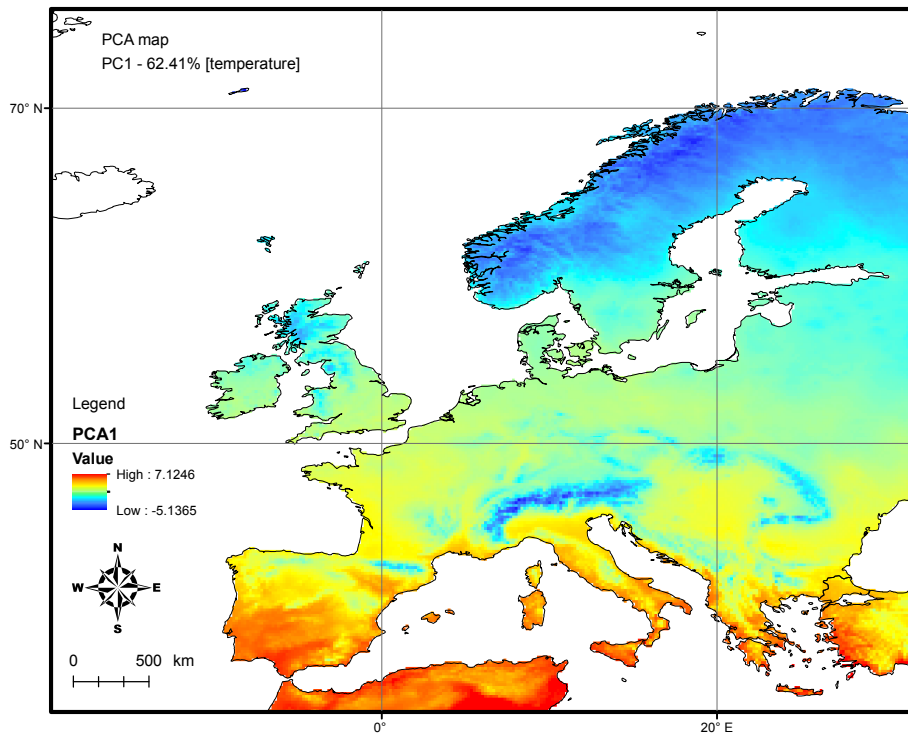 PCA map
PC1 - 62.41% [temperature]
70° N
50° N
Legend
PCA1
Value
High : 7.1246
Low : -5.1365
N
W E
S
0 500 km
0° 20° E